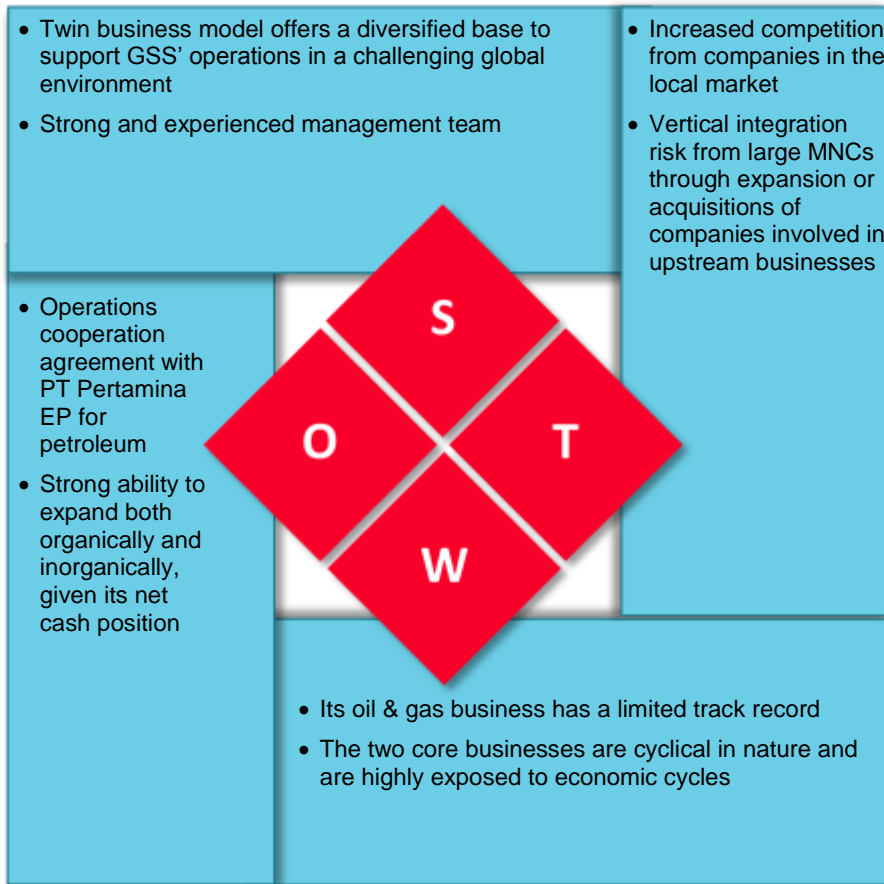 • Twin business model offers a diversified base to
support GSS' operations in a challenging global
environment
• Strong and experienced management team
• Increased competition
from companies in the
local market
• Vertical integration
risk from large MNCs
through expansion or
acquisitions of
companies involved in
upstream businesses
• Operations
cooperation
agreement with
PT Pertamina
EP for
petroleum
• Strong ability to
expand both
organically and
inorganically,
given its net
cash position
S
O
T
W
• Its oil & gas business has a limited track record
• The two core businesses are cyclical in nature and
are highly exposed to economic cycles